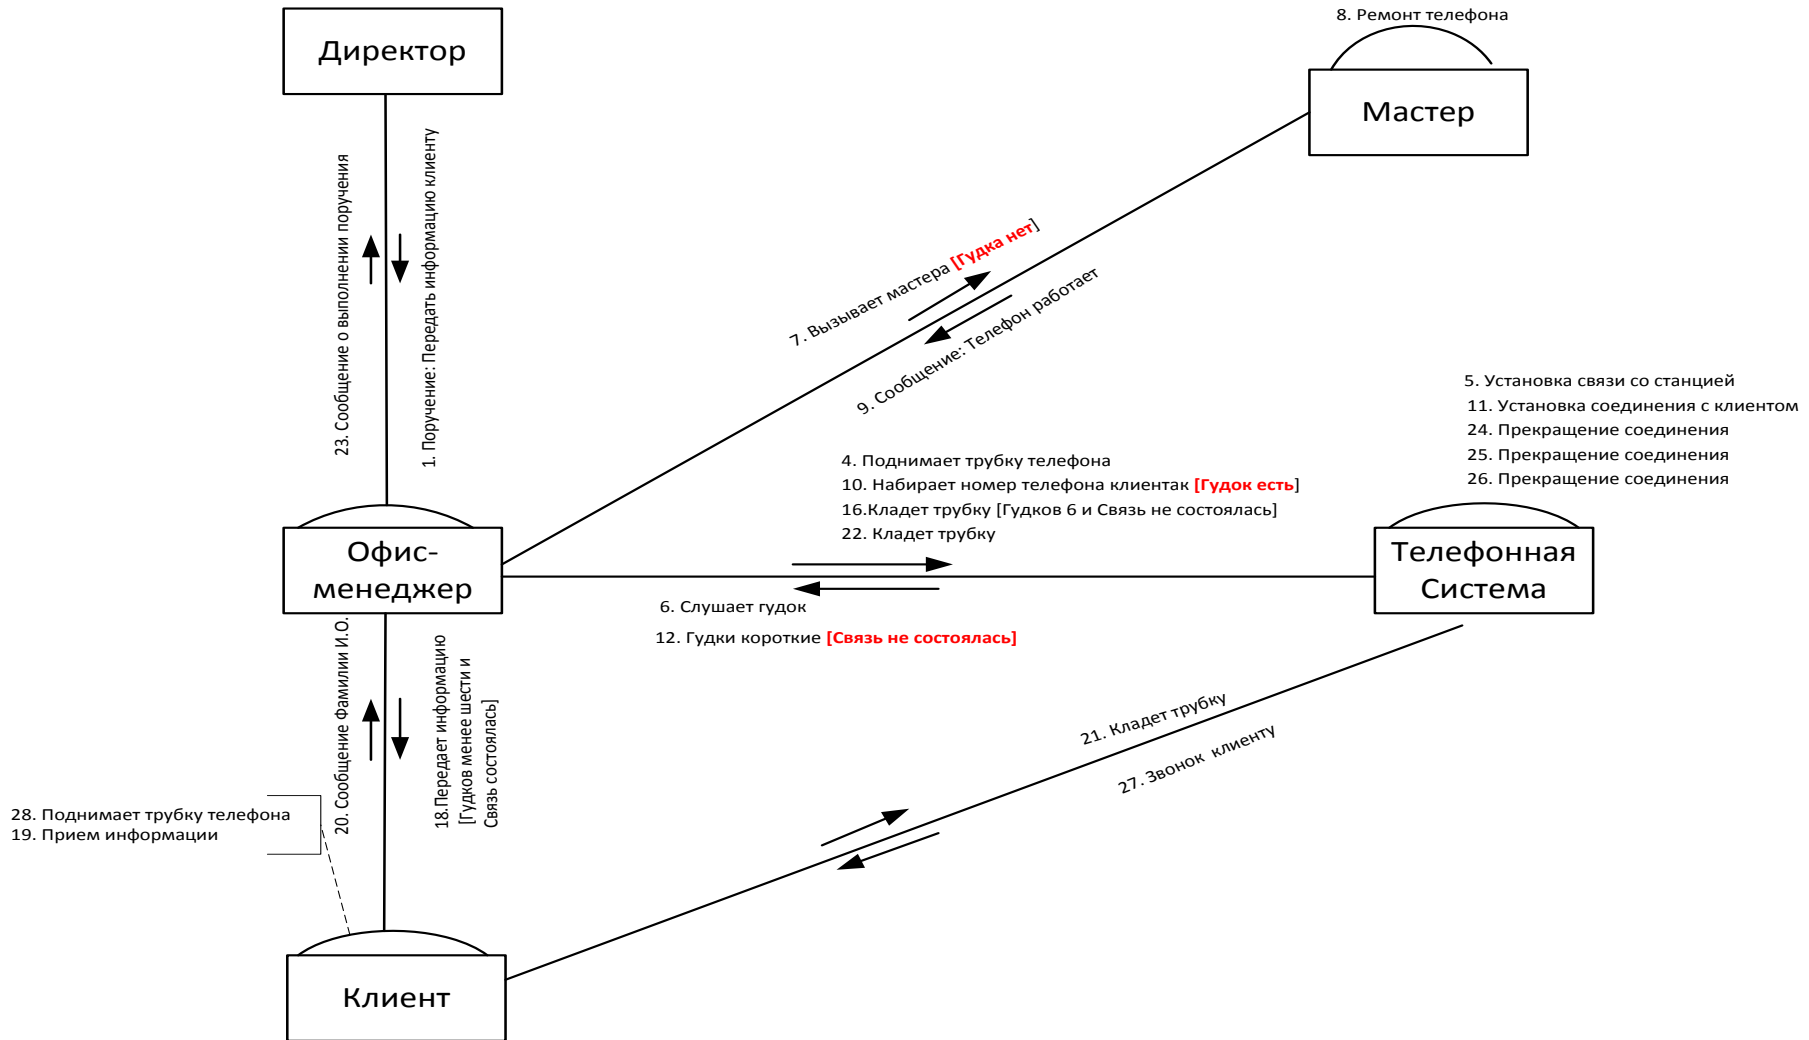 8. Ремонт телефона
Директор
Мастер
23. Сообщение о выполнении поручения
1. Поручение: Передать информацию клиенту
7. Вызывает мастера [Гудка нет]
9. Сообщение: Телефон работает
5. Установка связи со станцией
11. Установка соединения с клиентом
24. Прекращение соединения
25. Прекращение соединения
26. Прекращение соединения
4. Поднимает трубку телефона
10. Набирает номер телефона клиентак [Гудок есть]
16.Кладет трубку [Гудков 6 и Связь не состоялась]
22. Кладет трубку
Офис-
менеджер
Телефонная
Система
6. Слушает гудок
12. Гудки короткие [Связь не состоялась]
20. Сообщение Фамилии И.О.
18.Передает информацию
[Гудков менее шести и
Связь состоялась]
21. Кладет трубку
27. Звонок клиенту
28. Поднимает трубку телефона
19. Прием информации
Клиент